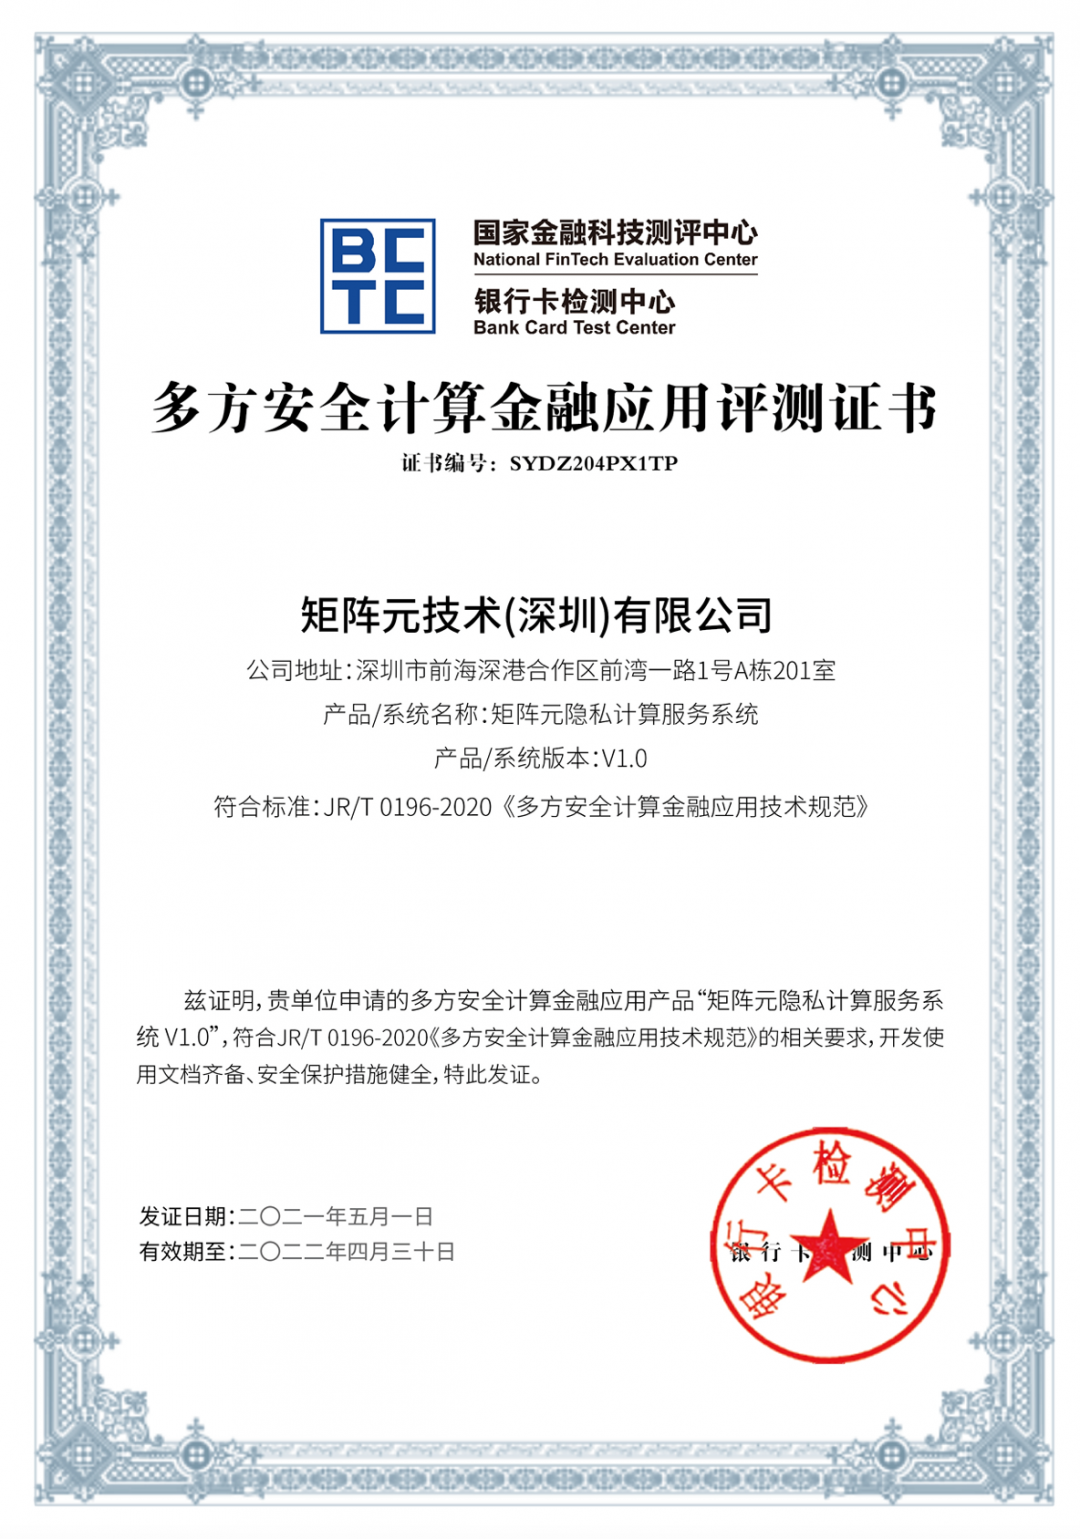 BC
TC
国家金融科技测评中心
National FinTech Evaluation Center
银行卡检测中心
Bank Card Test Center
多方安全计算金融应用评测证书
证书编号：SYDZ204PX1TP
矩阵元技术(深圳)有限公司
公司地址：深圳市前海深港合作区前湾一路1号A栋201室
产品/系统名称：矩阵元隐私计算服务系统
产品/系统版本：V1.0
符合标准：JR/T 0196-2020《多方安全计算金融应用技术规范》
兹证明，贵单位申请的多方安全计算金融应用产品“矩阵元隐私计算服务系
统 V1.0”，符合JR/T 0196-2020《多方安全计算金融应用技术规范》的相关要求，开发使
用文档齐备、安全保护措施健全，特此发证。
发证日期：二〇二一年五月一日
有效期至：二〇二二年四月三十日
银行卡检测中心
银行卡检测中心